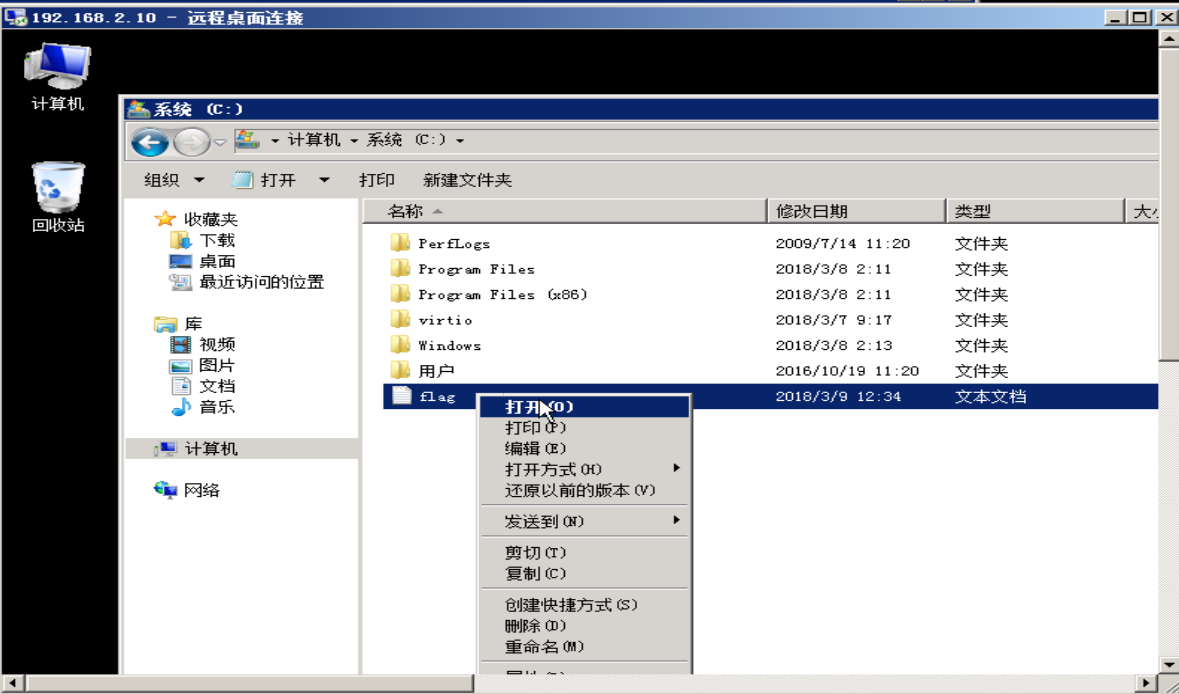 192.168.2.10 - 远程桌面连接
计算机
回收站
系统 (C:)
计算机 系统 (C:)
组织 打开 打印 新建文件夹
收藏夹
下载
桌面
最近访问的位置
库
视频
图片
文档
音乐
计算机
网络
名称 修改日期 类型
PerfLogs 2009/7/14 11:20 文件夹
Program Files 2018/3/8 2:11 文件夹
Program Files (x86) 2018/3/8 2:11 文件夹
virtio 2018/3/7 9:17 文件夹
Windows 2018/3/8 2:13 文件夹
用户 2016/10/19 11:20 文件夹
flag 2018/3/9 12:34 文本文档
打开(O)
打印(P)
编辑(E)
打开方式(H)
还原以前的版本(V)
发送到(N)
剪切(T)
复制(C)
创建快捷方式(S)
删除(D)
重命名(M)